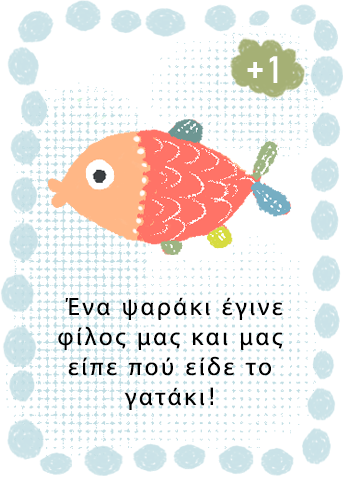 +1
Ένα ψαράκι έγινε
φίλος μας και μας
είπε πού είδε το
γατάκι!